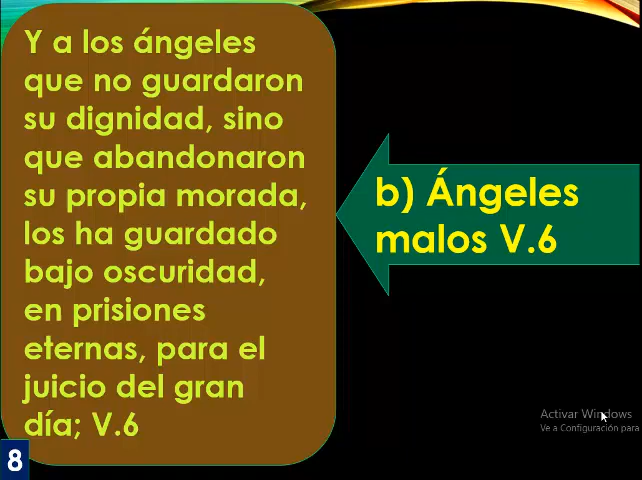 Y a los ángeles
que no guardaron
su dignidad, sino
que abandonaron
su propia morada,
los ha guardado
bajo oscuridad,
en prisiones
eternas, para el
juicio del gran
día; V.6
b) Ángeles
malos V.6
Activar Windows
Ve a Configuración para
8